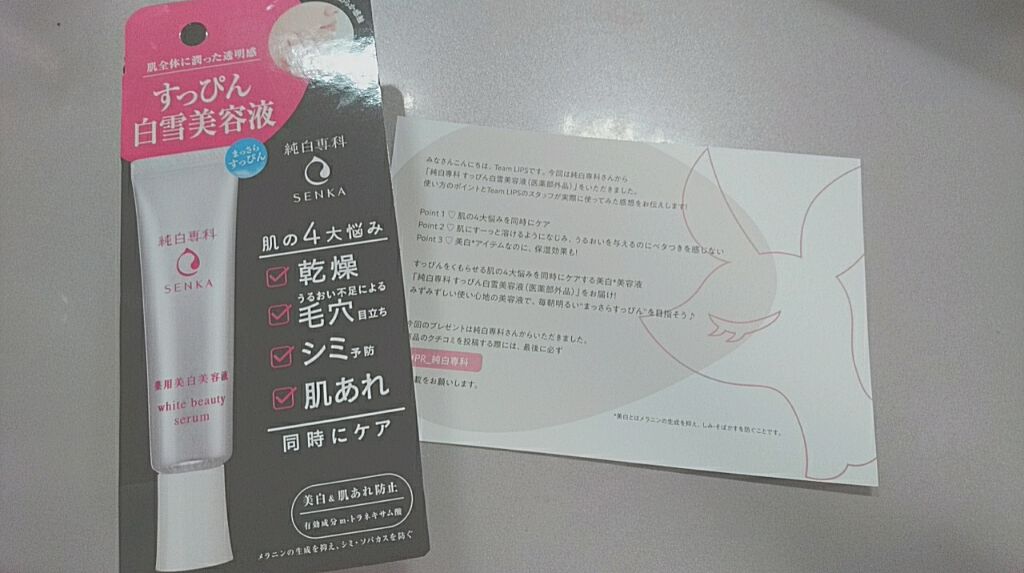 肌全体に潤った透明感
すっぴん
白雪美容液
まっさら
すっぴん
純白専科
SENKA
肌の4大悩み
乾燥
うるおい不足による
毛穴目立ち
シミ予防
肌あれ
同時にケア
美白&肌あれ防止
有効成分m-トラネキサム酸
メラニンの生成を抑え、シミ・ソバカスを防ぐ
純白専科
SENKA
薬用美白美容液
white beauty
serum
みなさんこんにちは、Team LIPSです。今回は純白専科さんから
「純白専科 すっぴん白雪美容液（医薬部外品）」をいただきました。
使い方のポイントとTeam LIPSのスタッフが実際に使ってみた感想をお伝えします!
Point 1 ♡ 肌の4大悩みを同時にケア
Point 2 ♡ 肌にすーっと溶けるようになじみ、うるおいを与えるのにベタつきを感じない
Point 3 ♡ 美白*アイテムなのに、保湿効果も!
すっぴんをくもらせる肌の4大悩みを同時にケアする美白*美容液
「純白専科 すっぴん白雪美容液（医薬部外品）」をお届け!
みずみずしい使い心地の美容液で、毎朝明るい“まっさらすっぴん”を目指そう♪
今回のプレゼントは純白専科さんからいただきました。
品のクチコミを投稿する際には、最後に必ず
PR_純白専科
載をお願いします。
*美白とはメラニンの生成を抑え、しみ・そばかすを防ぐことです。